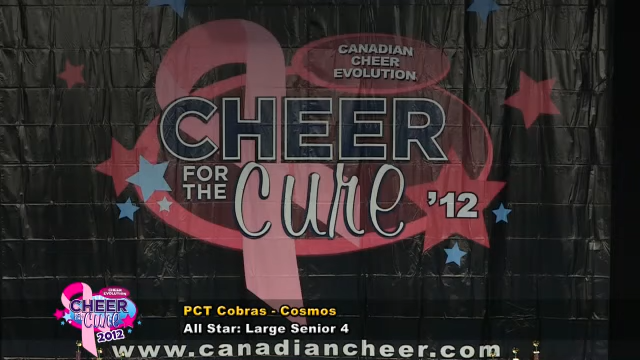 CANADIAN
CHEER
EVOLUTION
CHEER
FOR
THE
cure
'12
CHEER
cure
2012
PCT Cobras - Cosmos
All Star: Large Senior 4
www.canadiancheer.com